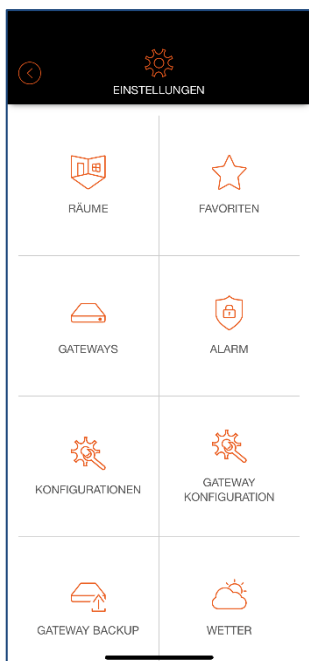 EINSTELLUNGEN
RÄUME
FAVORITEN
GATEWAYS
ALARM
KONFIGURATIONEN
GATEWAY
KONFIGURATION
GATEWAY BACKUP
WETTER